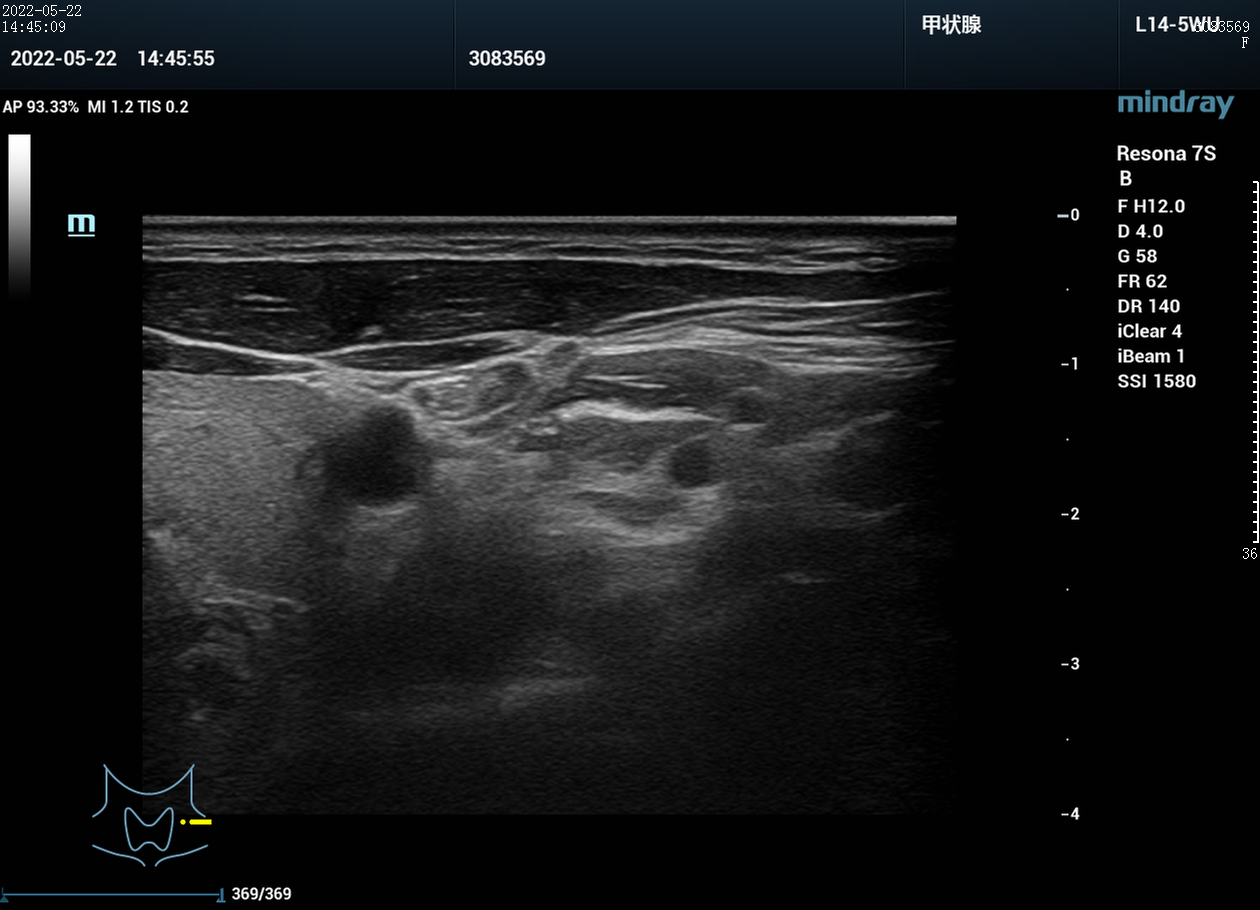 2022-05-22
14:45:09
2022-05-22 14:45:55
3083569
甲状腺
L14-5WU
3083569
F
AP 93.33% MI 1.2 TIS 0.2
mindray
m
Resona 7S
B
F H12.0
D 4.0
G 58
FR 62
DR 140
iClear 4
iBeam 1
SSI 1580
0
-1
-2
-3
-4
36
369/369